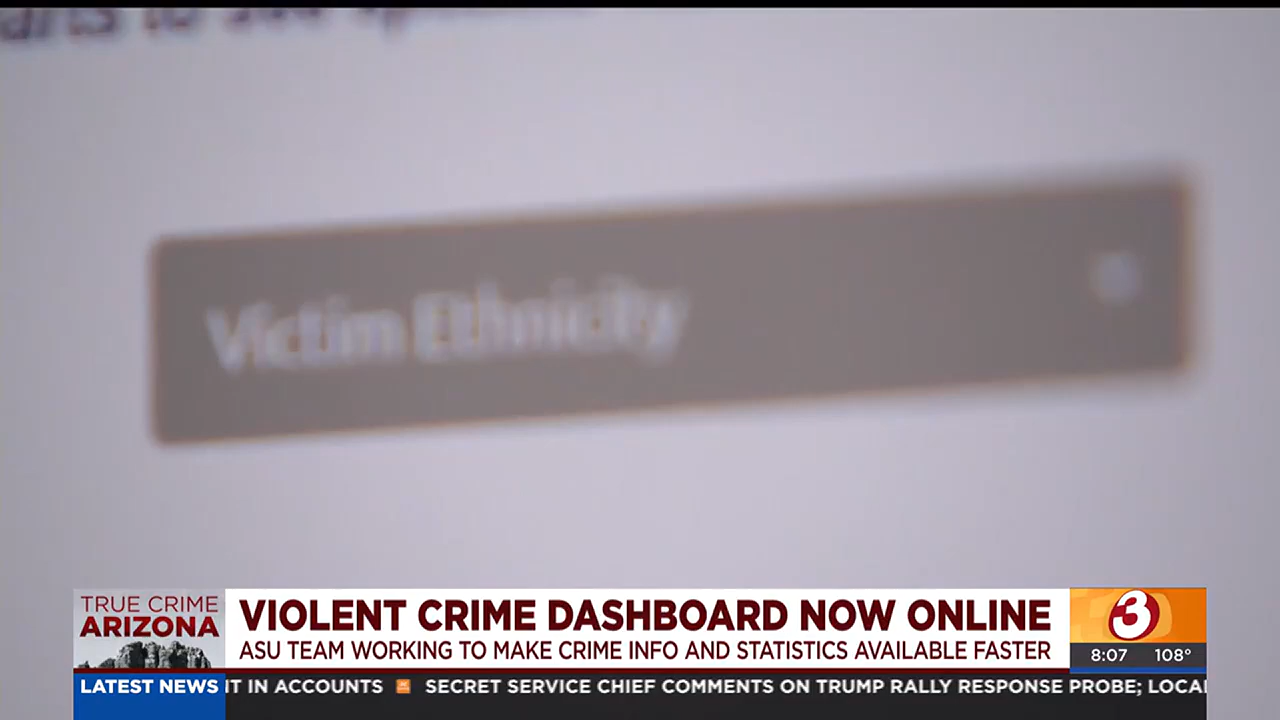 to see
Victim Ethnicity
TRUE CRIME
ARIZONA
VIOLENT CRIME DASHBOARD NOW ONLINE
ASU TEAM WORKING TO MAKE CRIME INFO AND STATISTICS AVAILABLE FASTER
3
8:07 108°
LATEST NEWS IT IN ACCOUNTS SECRET SERVICE CHIEF COMMENTS ON TRUMP RALLY RESPONSE PROBE; LOCAL